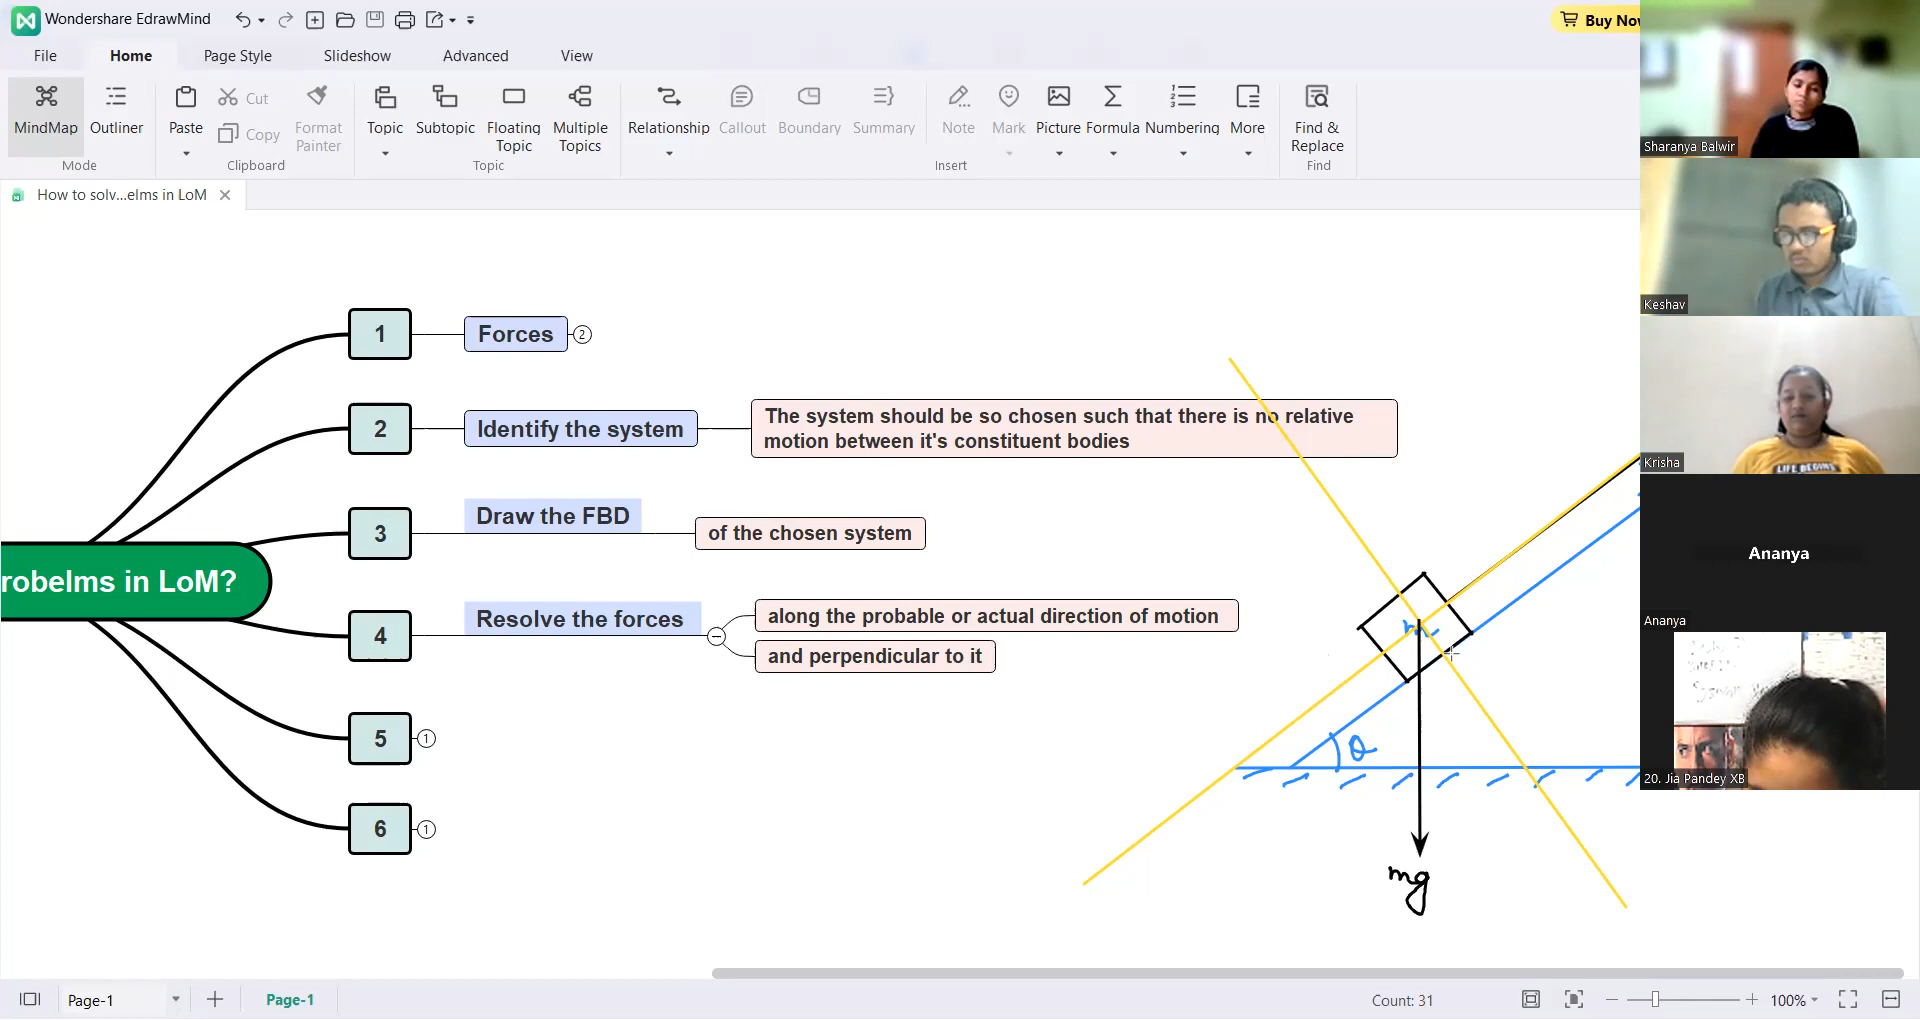 Wondershare EdrawMind
Buy Nov
File
Home
Page Style
Slideshow
Advanced
View
MindMap
Outliner
Mode
Paste
Cut
Copy
Format
Painter
Clipboard
Topic
Subtopic
Floating
Topic
Multiple
Topics
Topic
Relationship
Callout
Boundary
Summary
Note
Mark
Picture
Formula
Numbering
More
Insert
Find &
Replace
Find
How to solv...elms in LoM
robelms in LoM?
1
Forces
2
2
Identify the system
The system should be so chosen such that there is no relative
motion between it's constituent bodies
3
Draw the FBD
of the chosen system
4
Resolve the forces
along the probable or actual direction of motion
and perpendicular to it
5
1
6
1
m
θ
mg
Sharanya Balwir
Keshav
LIFE BEGINS
Krisha
Ananya
Ananya
20. Jia Pandey XB
Page-1
Page-1
Count: 31
100%